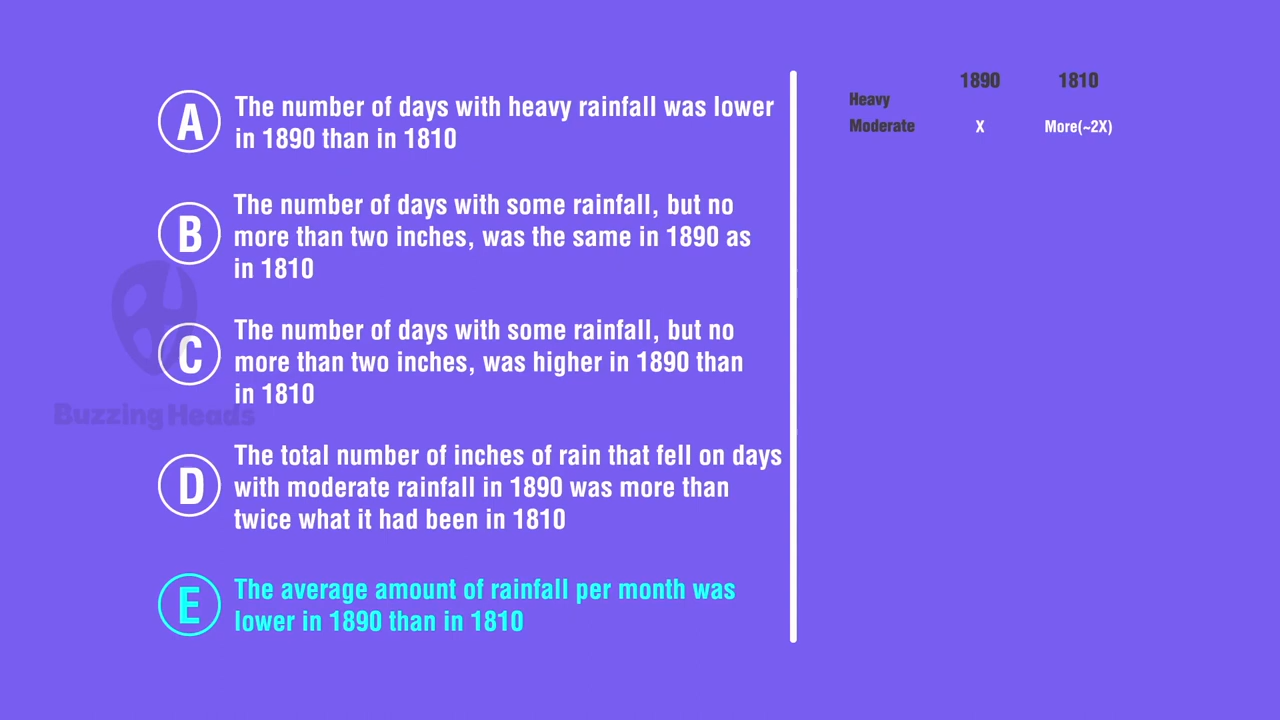 A
The number of days with heavy rainfall was lower
in 1890 than in 1810
B
The number of days with some rainfall, but no
more than two inches, was the same in 1890 as
in 1810
C
The number of days with some rainfall, but no
more than two inches, was higher in 1890 than
in 1810
D
The total number of inches of rain that fell on days
with moderate rainfall in 1890 was more than
twice what it had been in 1810
E
The average amount of rainfall per month was
lower in 1890 than in 1810
Buzzing Heads
1890 1810
Heavy
Moderate X More(~2X)